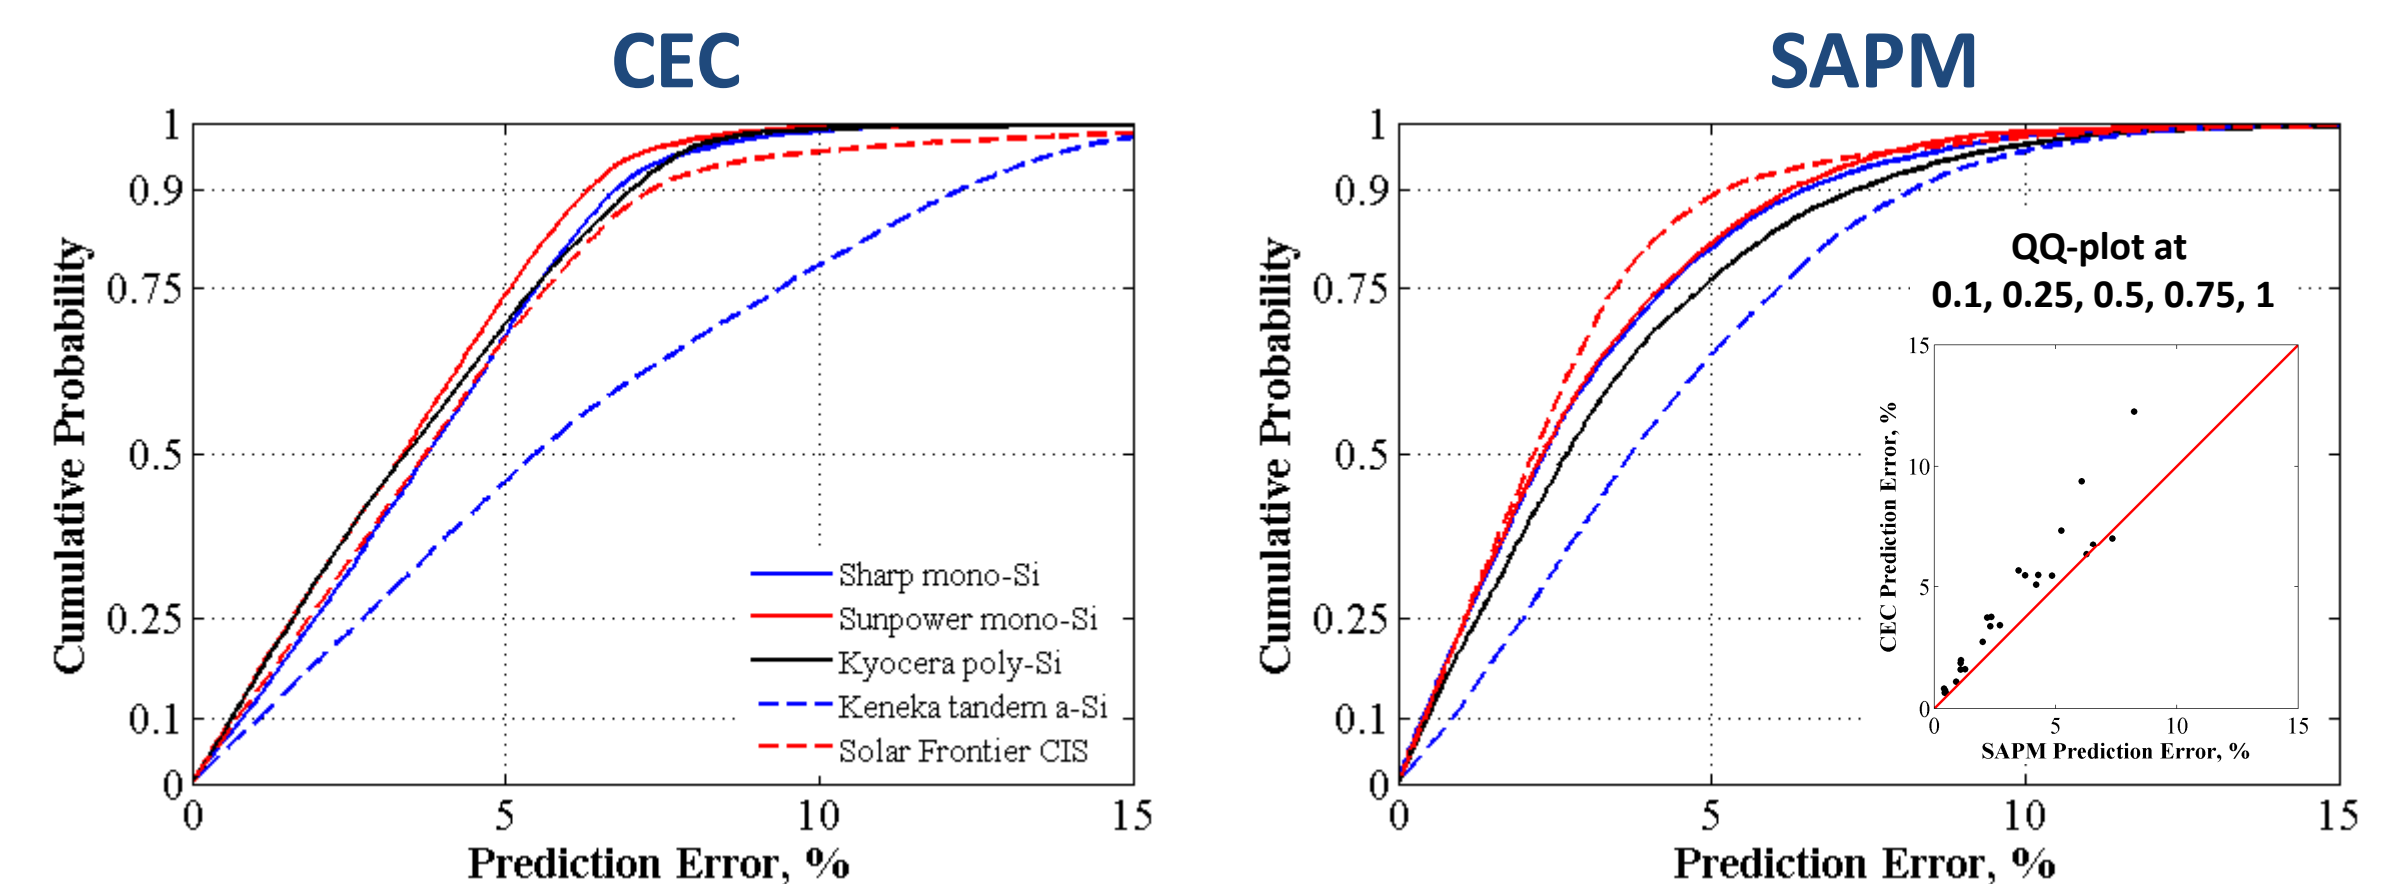 CEC
Cumulative Probability
1
0.9
0.75
0.5
0.25
0.1
0
0
5
10
15
Prediction Error, %
Sharp mono-Si
Sunpower mono-Si
Kyocera poly-Si
Keneka tandem a-Si
Solar Frontier CIS
SAPM
Cumulative Probability
1
0.9
0.75
0.5
0.25
0.1
0
0
5
10
15
Prediction Error, %
QQ-plot at
0.1, 0.25, 0.5, 0.75, 1
CEC Prediction Error, %
15
10
5
0
0
5
10
15
SAPM Prediction Error, %